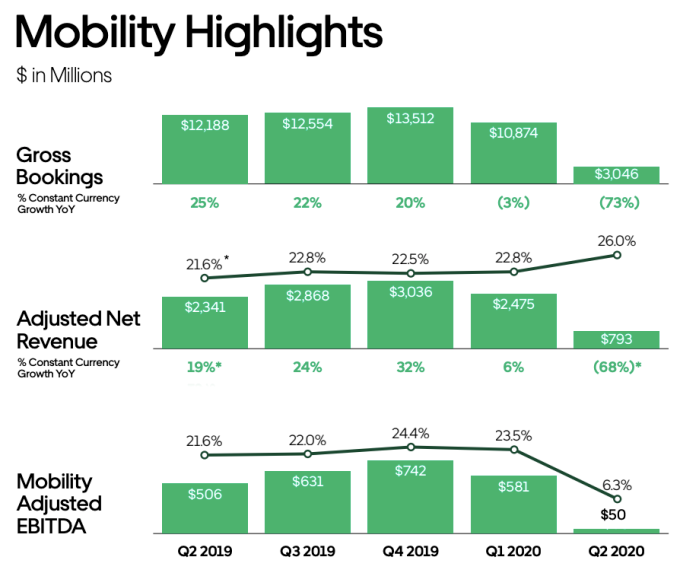 Mobility Highlights
$ in Millions
$12,188 $12,554 $13,512 $10,874 $3,046
Gross
Bookings
% Constant Currency
Growth YoY
25% 22% 20% (3%) (73%)
21.6%* 22.8% 22.5% 22.8% 26.0%
$2,341 $2,868 $3,036 $2,475 $793
Adjusted Net
Revenue
% Constant Currency
Growth YoY
19%* 24% 32% 6% (68%)*
21.6% 22.0% 24.4% 23.5% 6.3%
$506 $631 $742 $581 $50
Mobility
Adjusted
EBITDA
Q2 2019 Q3 2019 Q4 2019 Q1 2020 Q2 2020